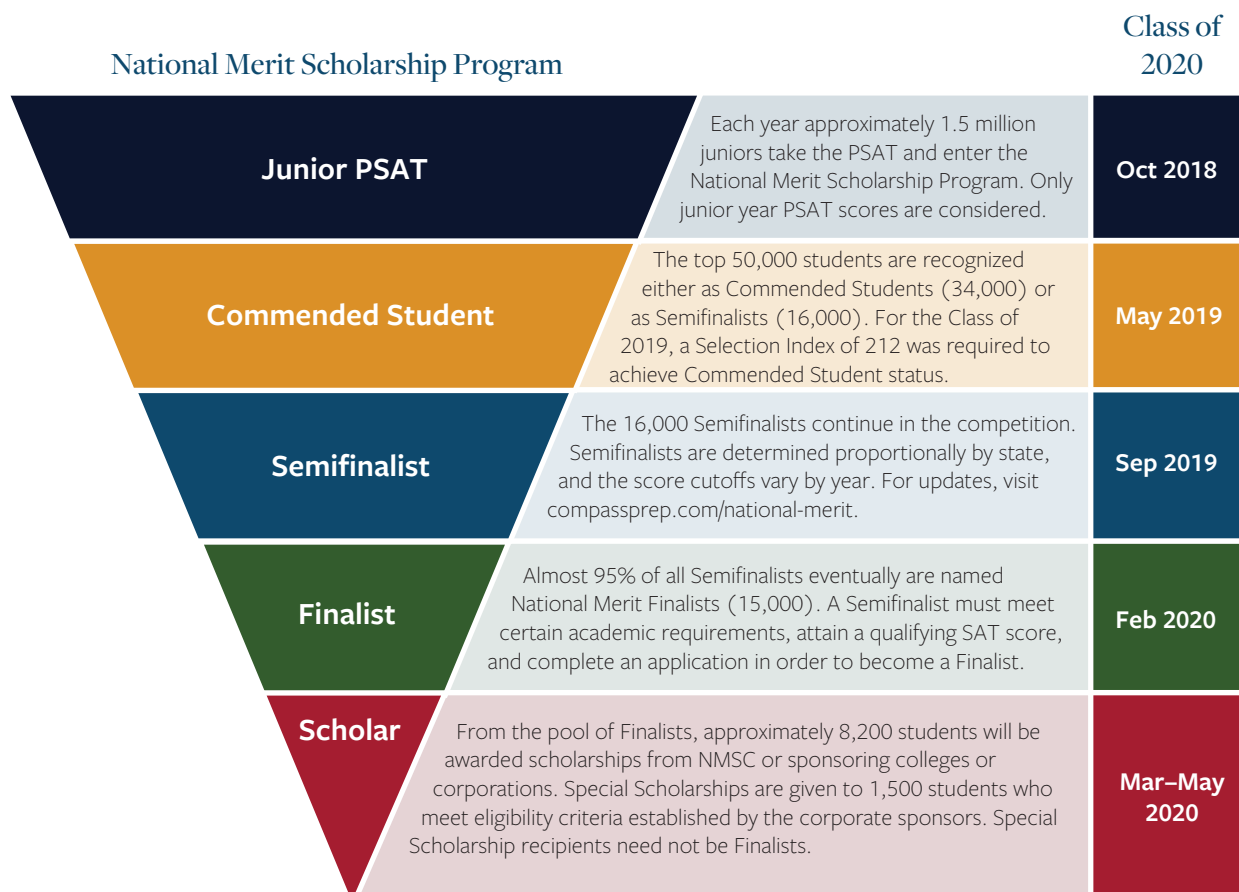 National Merit Scholarship Program
Class of
2020
Junior PSAT
Each year approximately 1.5 million
juniors take the PSAT and enter the
National Merit Scholarship Program. Only
junior year PSAT scores are considered.
Oct 2018
Commended Student
The top 50,000 students are recognized
either as Commended Students (34,000) or
as Semifinalists (16,000). For the Class of
2019, a Selection Index of 212 was required to
achieve Commended Student status.
May 2019
Semifinalist
The 16,000 Semifinalists continue in the competition.
Semifinalists are determined proportionally by state,
and the score cutoffs vary by year. For updates, visit
compassprep.com/national-merit.
Sep 2019
Finalist
Almost 95% of all Semifinalists eventually are named
National Merit Finalists (15,000). A Semifinalist must meet
certain academic requirements, attain a qualifying SAT score,
and complete an application in order to become a Finalist.
Feb 2020
Scholar
From the pool of Finalists, approximately 8,200 students will be
awarded scholarships from NMSC or sponsoring colleges or
corporations. Special Scholarships are given to 1,500 students who
meet eligibility criteria established by the corporate sponsors. Special
Scholarship recipients need not be Finalists.
Mar–May
2020